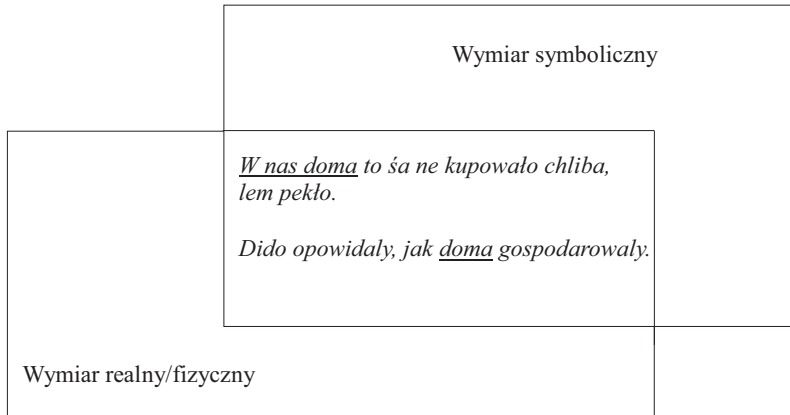 Wymiar symboliczny
W nas doma to śa ne kupowało chliba,
lem pekło.
Dido opowidaly, jak doma gospodarowaly.
Wymiar realny/fizyczny